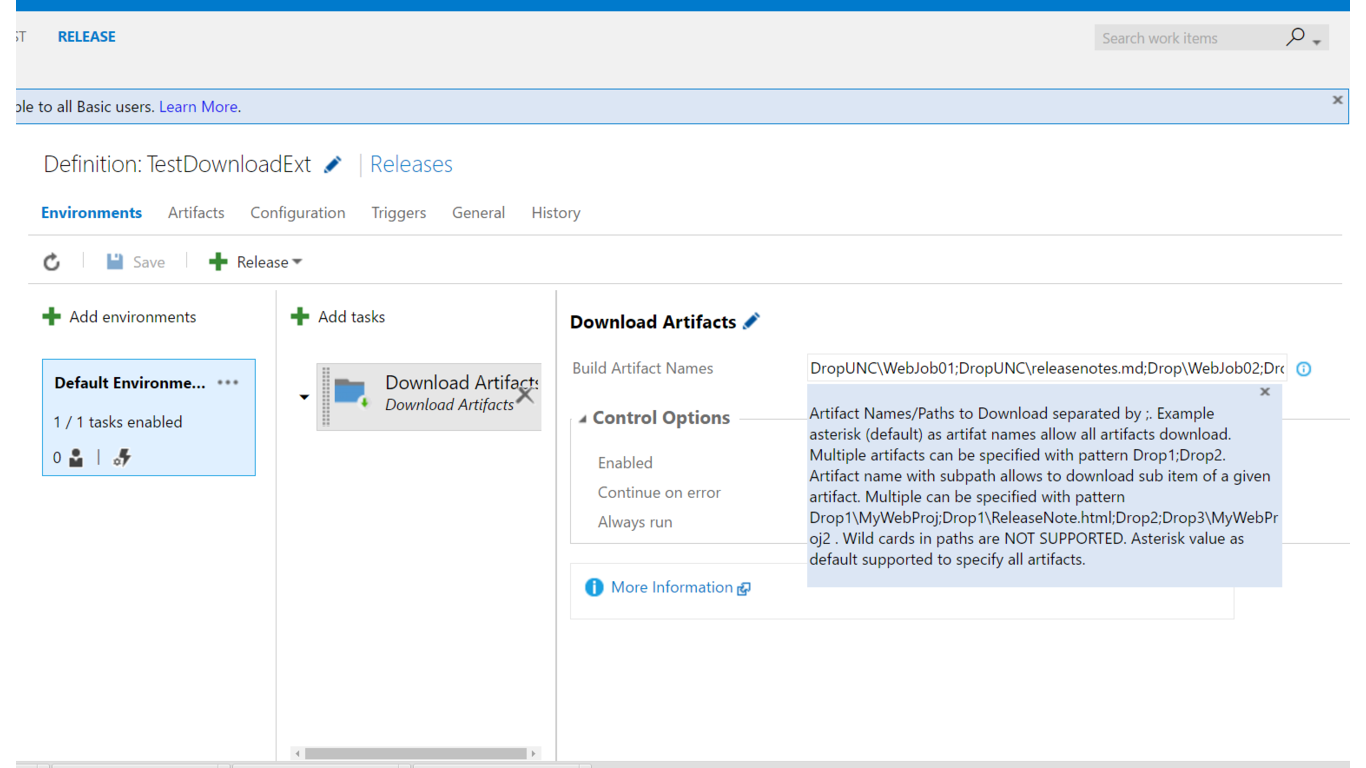 RELEASE
Search work items
to all Basic users. Learn More.
Definition: TestDownloadExt | Releases
Environments Artifacts Configuration Triggers General History
Save Release
Add environments
Default Environme...
1 / 1 tasks enabled
0
Add tasks
Download Artifacts
Download Artifacts
Download Artifacts
Build Artifact Names DropUNC\WebJob01;DropUNC\releasenotes.md;Drop\WebJob02;Dro
Control Options
Enabled
Continue on error
Always run
Artifact Names/Paths to Download separated by ;. Example
asterisk (default) as artifat names allow all artifacts download.
Multiple artifacts can be specified with pattern Drop1;Drop2.
Artifact name with subpath allows to download sub item of a given
artifact. Multiple can be specified with pattern
Drop1\MyWebProj;Drop1\ReleaseNote.html;Drop2;Drop3\MyWebPr
oj2 . Wild cards in paths are NOT SUPPORTED. Asterisk value as
default supported to specify all artifacts.
More Information